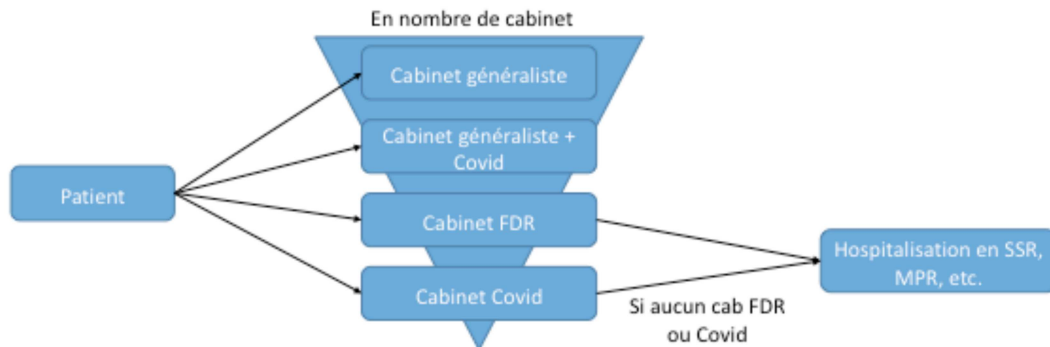 En nombre de cabinet
Cabinet généraliste
Cabinet généraliste +
Covid
Patient
Cabinet FDR
Hospitalisation en SSR,
MPR, etc.
Cabinet Covid
Si aucun cab FDR
ou Covid